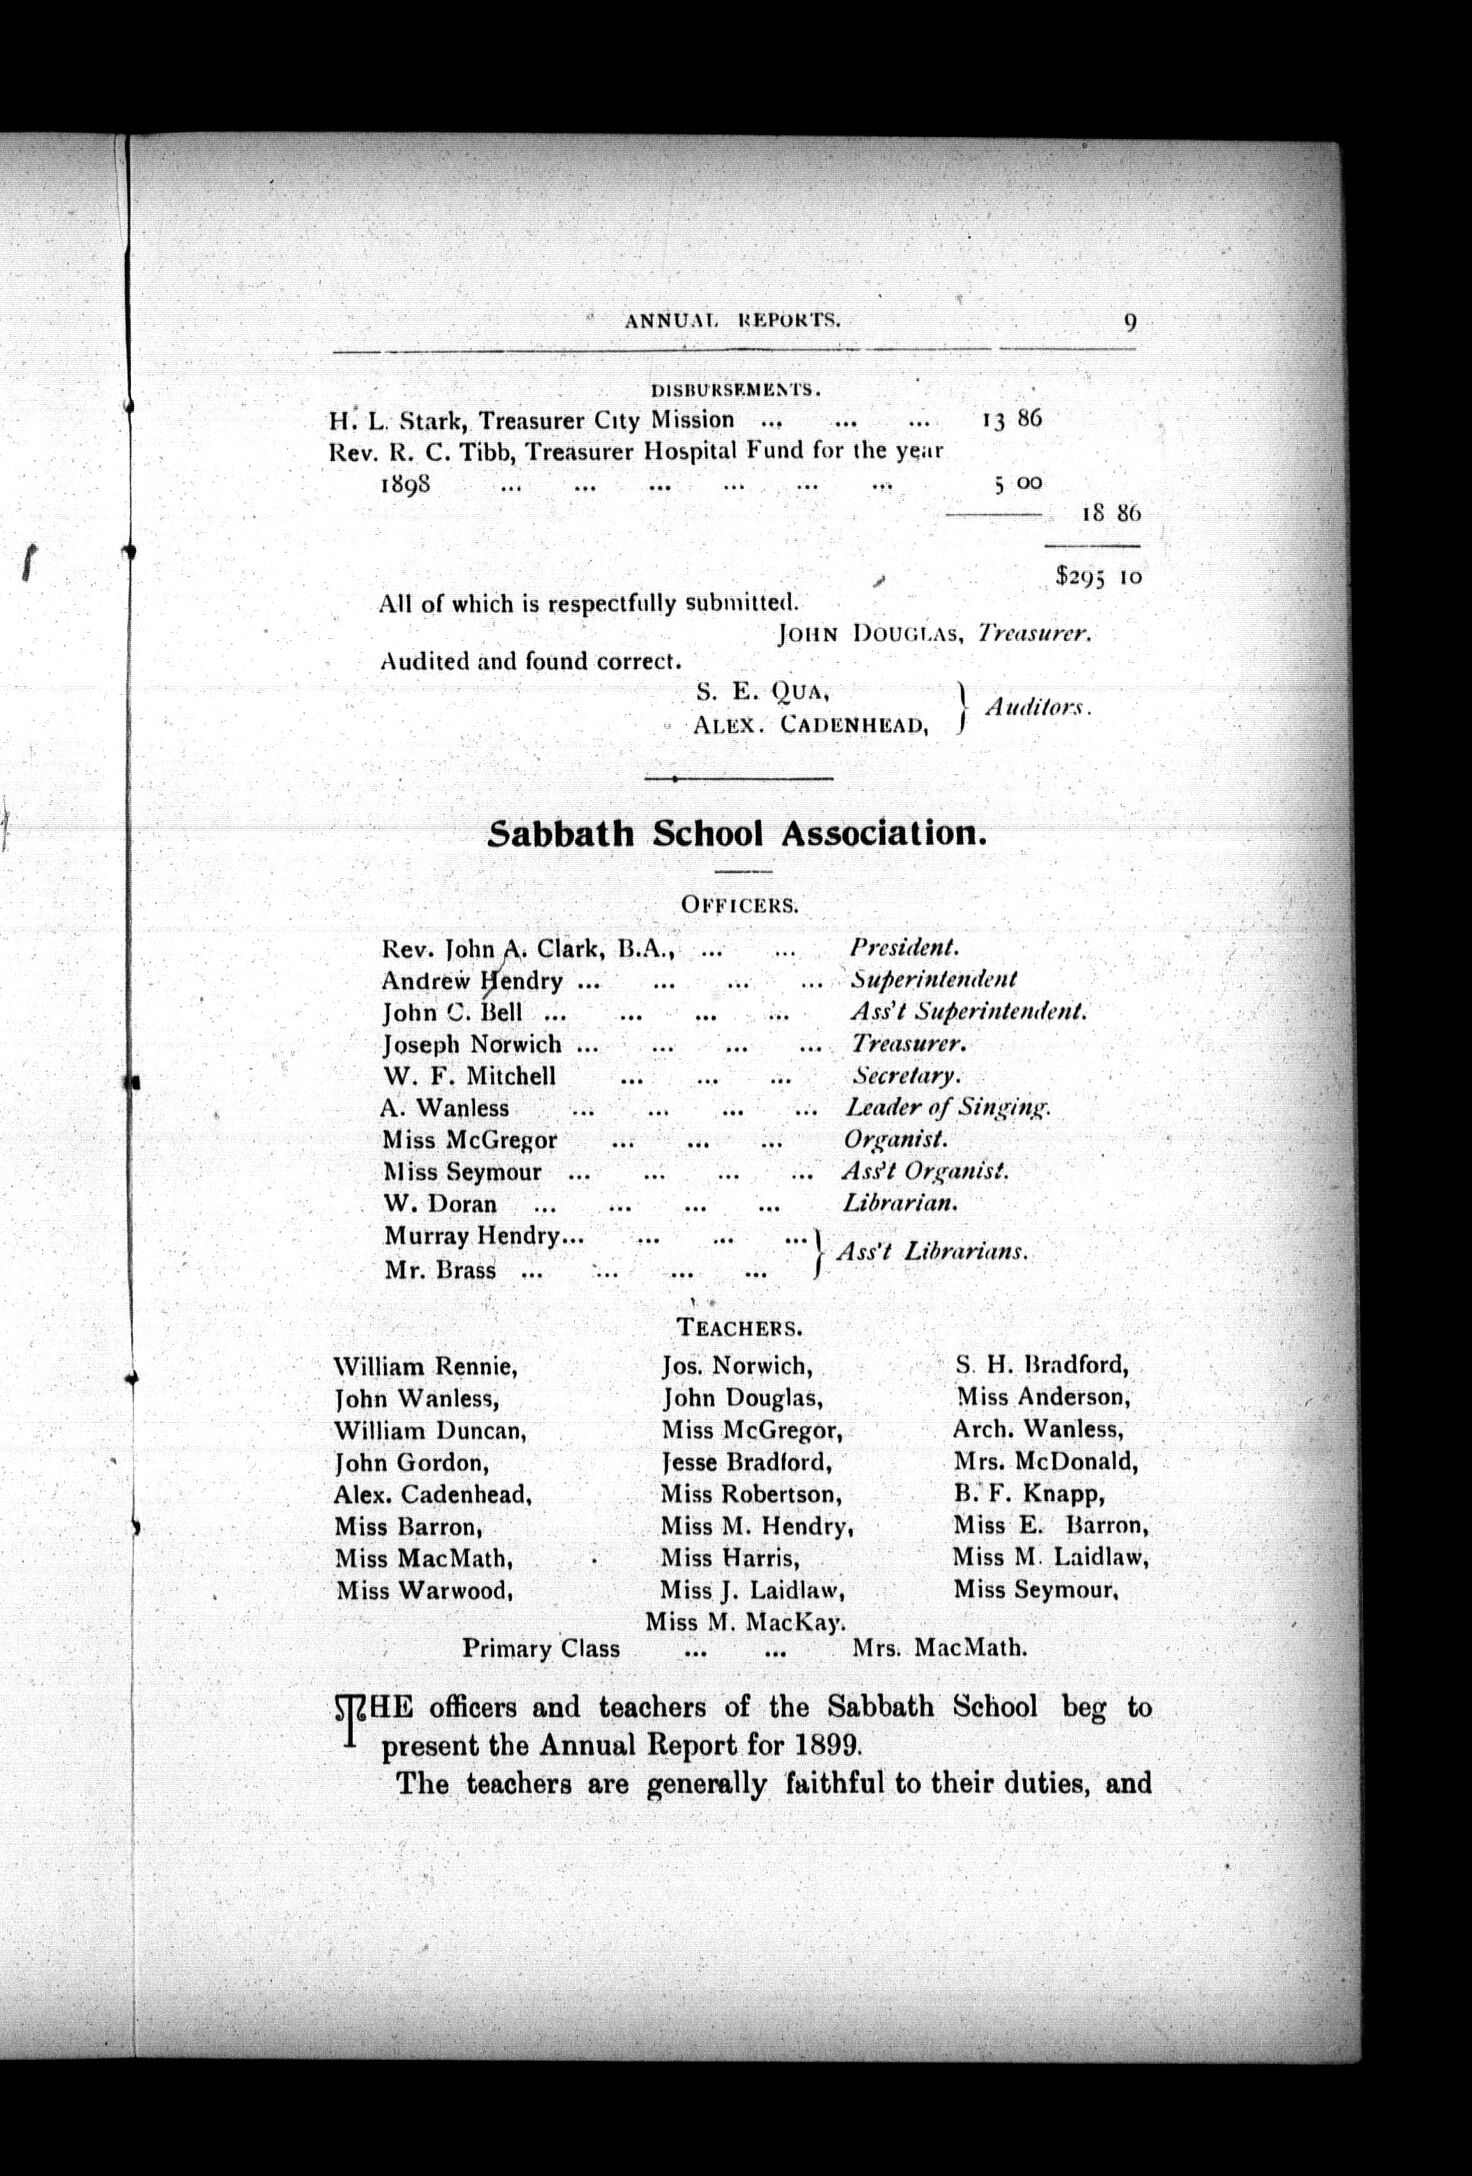 ANNUAL REPORTS. 9
DISBURSEMENTS.
H. L. Stark, Treasurer City Mission ... ... ... 13 86
Rev. R. C. Tibb, Treasurer Hospital Fund for the year
1898 ... ... ... ... ... ... 5 00
18 86
$295 10
All of which is respectfully submitted.
JOHN DOUGLAS, Treasurer.
Audited and found correct.
S. E. QUA,
ALEX. CADENHEAD, } Auditors.
Sabbath School Association.
OFFICERS.
Rev. John A. Clark, B.A., ... ... President.
Andrew Hendry ... ... ... ... Superintendent
John C. Bell ... ... ... ... Ass't Superintendent.
Joseph Norwich ... ... ... ... Treasurer.
W. F. Mitchell ... ... ... Secretary.
A. Wanless ... ... ... ... Leader of Singing.
Miss McGregor ... ... ... Organist.
Miss Seymour ... ... ... ... Ass't Organist.
W. Doran ... ... ... ... Librarian.
Murray Hendry... ... ... ...
Mr. Brass ... ... ... ... } Ass't Librarians.
TEACHERS.
William Rennie, Jos. Norwich, S. H. Bradford,
John Wanless, John Douglas, Miss Anderson,
William Duncan, Miss McGregor, Arch. Wanless,
John Gordon, Jesse Bradford, Mrs. McDonald,
Alex. Cadenhead, Miss Robertson, B. F. Knapp,
Miss Barron, Miss M. Hendry, Miss E. Barron,
Miss MacMath, Miss Harris, Miss M. Laidlaw,
Miss Warwood, Miss J. Laidlaw, Miss Seymour,
Miss M. MacKay.
Primary Class ... ... Mrs. MacMath.
THE officers and teachers of the Sabbath School beg to
present the Annual Report for 1899.
The teachers are generally faithful to their duties, and